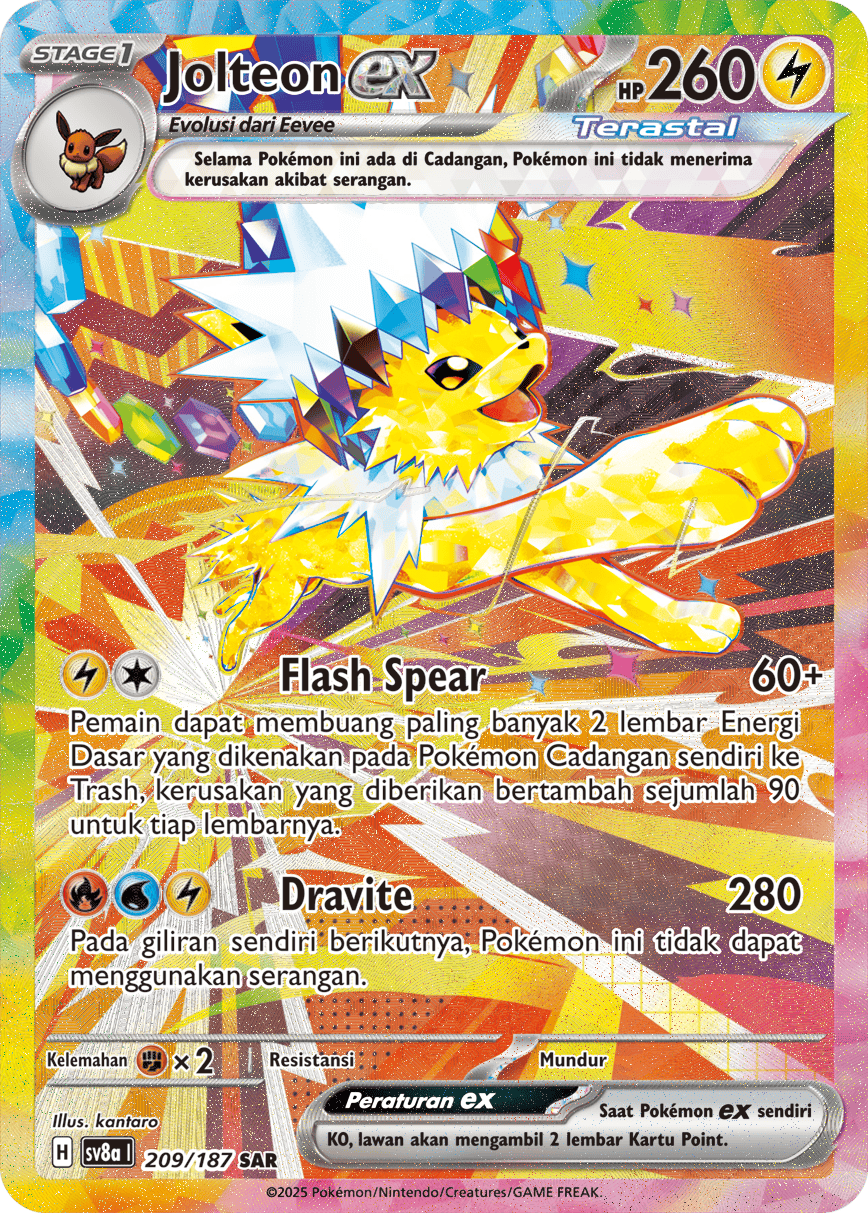 STAGE1
Jolteon ex
HP 260
Evolusi dari Eevee
Terastal
Selama Pokémon ini ada di Cadangan, Pokémon ini tidak menerima
kerusakan akibat serangan.
Flash Spear 60+
Pemain dapat membuang paling banyak 2 lembar Energi
Dasar yang dikenakan pada Pokémon Cadangan sendiri ke
Trash, kerusakan yang diberikan bertambah sejumlah 90
untuk tiap lembarnya.
Dravite 280
Pada giliran sendiri berikutnya, Pokémon ini tidak dapat
menggunakan serangan.
Kelemahan ×2 Resistansi Mundur
Peraturan ex
Saat Pokémon ex sendiri
KO, lawan akan mengambil 2 lembar Kartu Point.
Illus. kantaro
H sv8a I 209/187 SAR
©2025 Pokémon/Nintendo/Creatures/GAME FREAK.